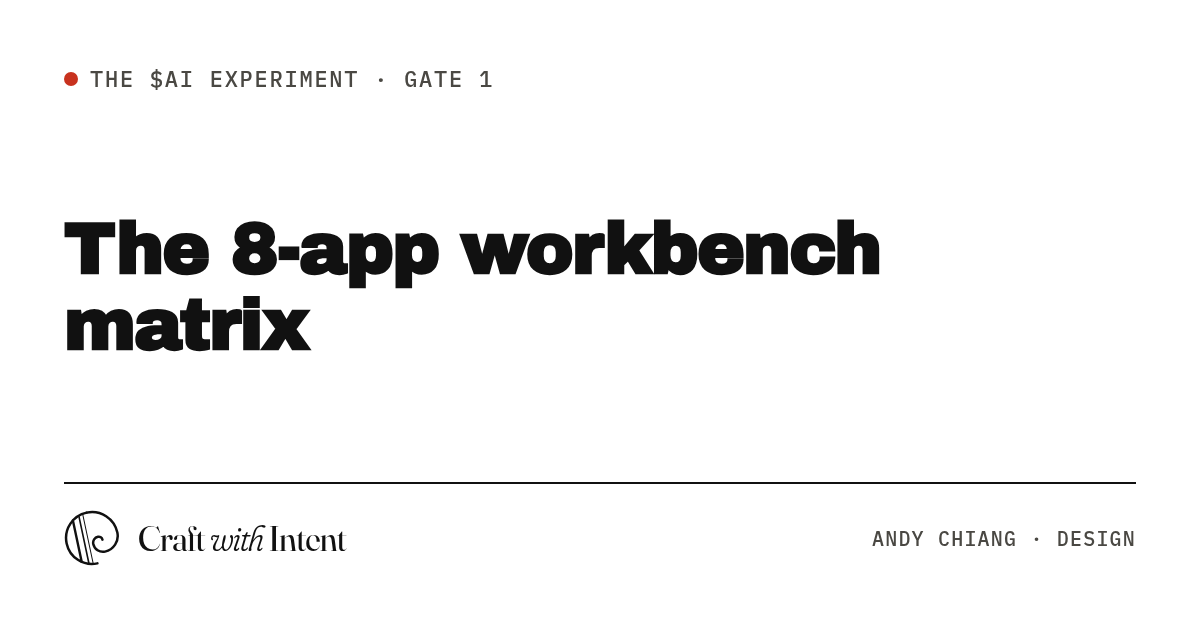 THE $AI EXPERIMENT · GATE 1
The 8-app workbench
matrix
Craft with Intent
ANDY CHIANG · DESIGN